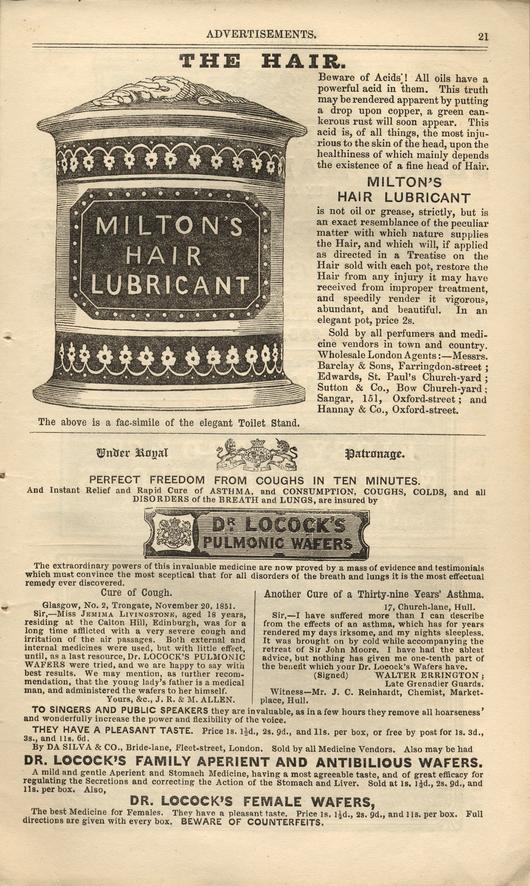 ADVERTISEMENTS.
21
THE HAIR.
MILTON'S
HAIR
LUBRICANT
The above is a fac-simile of the elegant Toilet Stand.
Beware of Acids! All oils have a
powerful acid in them. This truth
may be rendered apparent by putting
a drop upon copper, a green can-
kerous rust will soon appear. This
acid is, of all things, the most inju-
rious to the skin of the head, upon the
healthiness of which mainly depends
the existence of a fine head of Hair.
MILTON'S
HAIR LUBRICANT
is not oil or grease, strictly, but is
an exact resemblance of the peculiar
matter with which nature supplies
the Hair, and which will, if applied
as directed in a Treatise on the
Hair sold with each pot, restore the
Hair from any injury it may have
received from improper treatment,
and speedily render it vigorous,
abundant, and beautiful. In an
elegant pot, price 2s.
Sold by all perfumers and medi-
cine vendors in town and country.
Wholesale London Agents:—Messrs.
Barclay & Sons, Farringdon-street;
Edwards, St. Paul's Church-yard;
Sutton & Co., Bow Church-yard;
Sangar, 151, Oxford-street; and
Hannay & Co., Oxford-street.
Under Royal Patronage.
PERFECT FREEDOM FROM COUGHS IN TEN MINUTES.
And Instant Relief and Rapid Cure of ASTHMA, and CONSUMPTION, COUGHS, COLDS, and all
DISORDERS of the BREATH and LUNGS, are insured by
DR LOCOCK'S
PULMONIC WAFERS
The extraordinary powers of this invaluable medicine are now proved by a mass of evidence and testimonials
which must convince the most sceptical that for all disorders of the breath and lungs it is the most effectual
remedy ever discovered.
Cure of Cough.
Glasgow, No. 2, Trongate, November 20, 1851.
Sir,—Miss JEMIMA LIVINGSTONE, aged 18 years,
residing at the Calton Hill, Edinburgh, was for a
long time afflicted with a very severe cough and
irritation of the air passages. Both external and
internal medicines were used, but with little effect,
until, as a last resource, DR. LOCOCK'S PULMONIC
WAFERS were tried, and we are happy to say with
best results. We may mention, as further recom-
mendation, that the young lady's father is a medical
man, and administered the wafers to her himself.
Yours, &c., J. R. & M. ALLEN.
Another Cure of a Thirty-nine Years' Asthma.
17, Church-lane, Hull.
Sir,—I have suffered more than I can describe
from the effects of an asthma, which has for years
rendered my days irksome, and my nights sleepless.
It was brought on by cold while accompanying the
retreat of Sir John Moore. I have had the ablest
advice, but nothing has given me one-tenth part of
the benefit which your Dr. Locock's Wafers have.
(Signed) WALTER ERRINGTON;
Late Grenadier Guards.
Witness—Mr. J. C. Reinhardt, Chemist, Market-
place, Hull.
TO SINGERS AND PUBLIC SPEAKERS they are invaluable, as in a few hours they remove all hoarseness
and wonderfully increase the power and flexibility of the voice.
THEY HAVE A PLEASANT TASTE. Price 1s. 1½d., 2s. 9d., and 11s. per box, or free by post for 1s. 3d.,
3s., and 11s. 6d.
By DA SILVA & CO., Bride-lane, Fleet-street, London. Sold by all Medicine Vendors. Also may be had
DR. LOCOCK'S FAMILY APERIENT AND ANTIBILIOUS WAFERS.
A mild and gentle Aperient and Stomach Medicine, having a most agreeable taste, and of great efficacy for
regulating the Secretions and correcting the Action of the Stomach and Liver. Sold at 1s. 1½d., 2s. 9d., and
11s. per box. Also,
DR. LOCOCK'S FEMALE WAFERS,
The best Medicine for Females. They have a pleasant taste. Price 1s. 1½d., 2s. 9d., and 11s. per box. Full
directions are given with every box. BEWARE OF COUNTERFEITS.